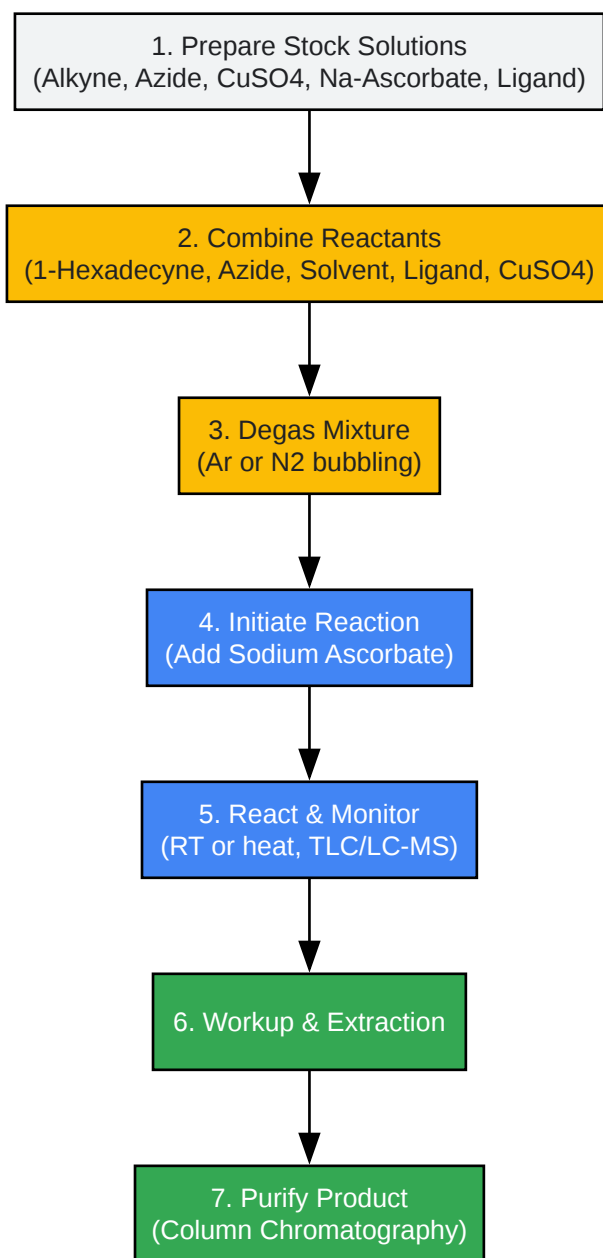 1. Prepare Stock Solutions
(Alkyne, Azide, CuSO4, Na-Ascorbate, Ligand)
2. Combine Reactants
(1-Hexadecyne, Azide, Solvent, Ligand, CuSO4)
3. Degas Mixture
(Ar or N2 bubbling)
4. Initiate Reaction
(Add Sodium Ascorbate)
5. React & Monitor
(RT or heat, TLC/LC-MS)
6. Workup & Extraction
7. Purify Product
(Column Chromatography)